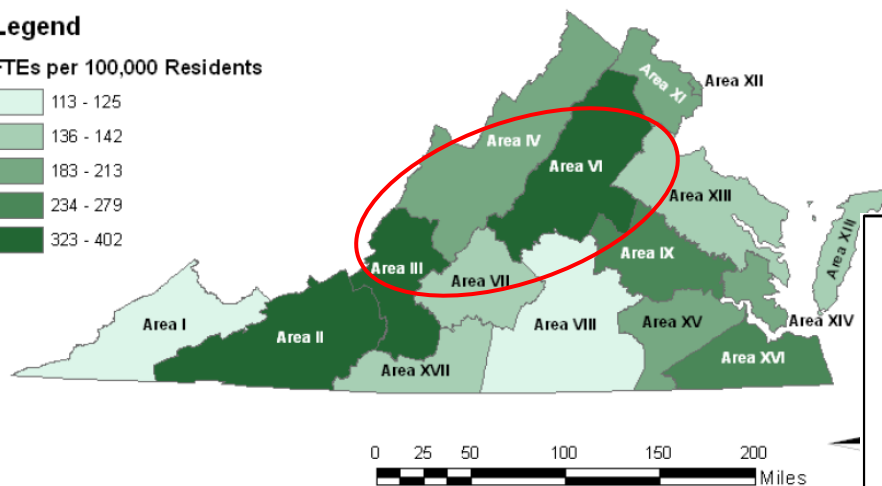 Legend
FTEs per 100,000 Residents
113 - 125
136 - 142
183 - 213
234 - 279
323 - 402
Area XI
Area XII
Area IV
Area VI
Area XIII
Area XIII
Area IX
Area III
Area VII
Area I
Area II
Area VIII
Area XV
Area XIV
Area XVI
Area XVII
0 25 50 100 150 200
Miles